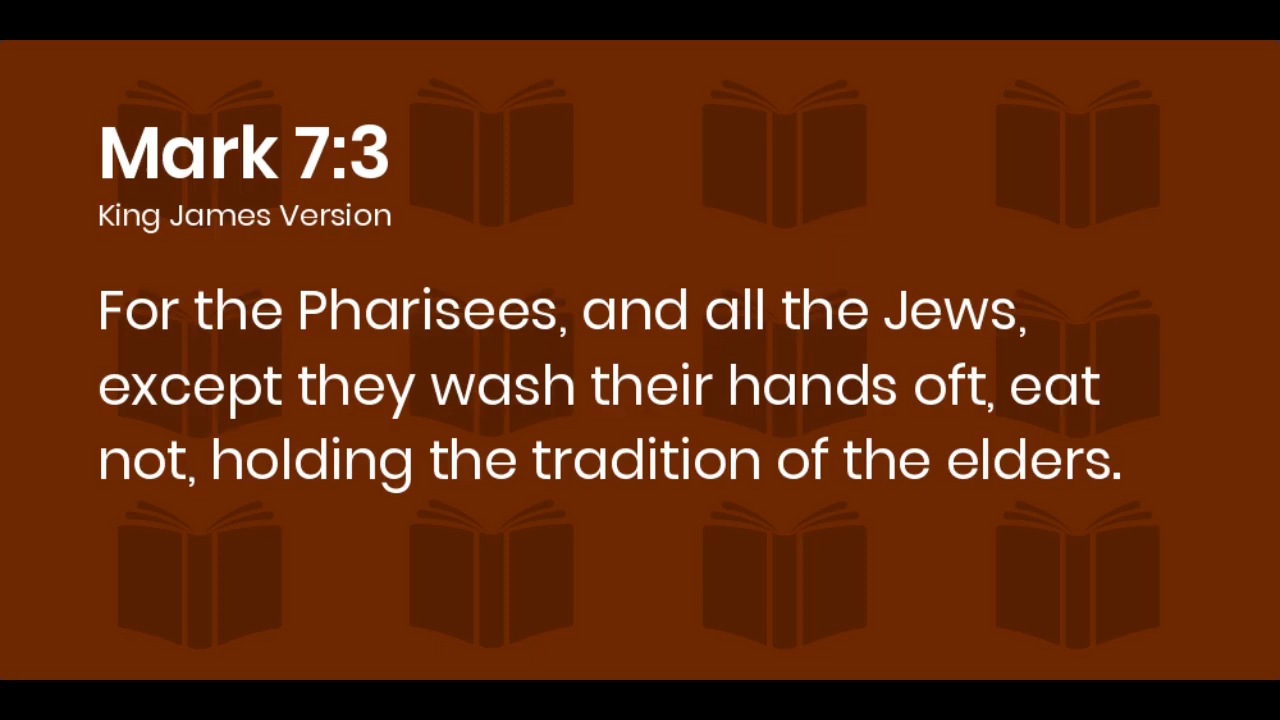 Mark 7:3
King James Version
For the Pharisees, and all the Jews,
except they wash their hands oft, eat
not, holding the tradition of the elders.